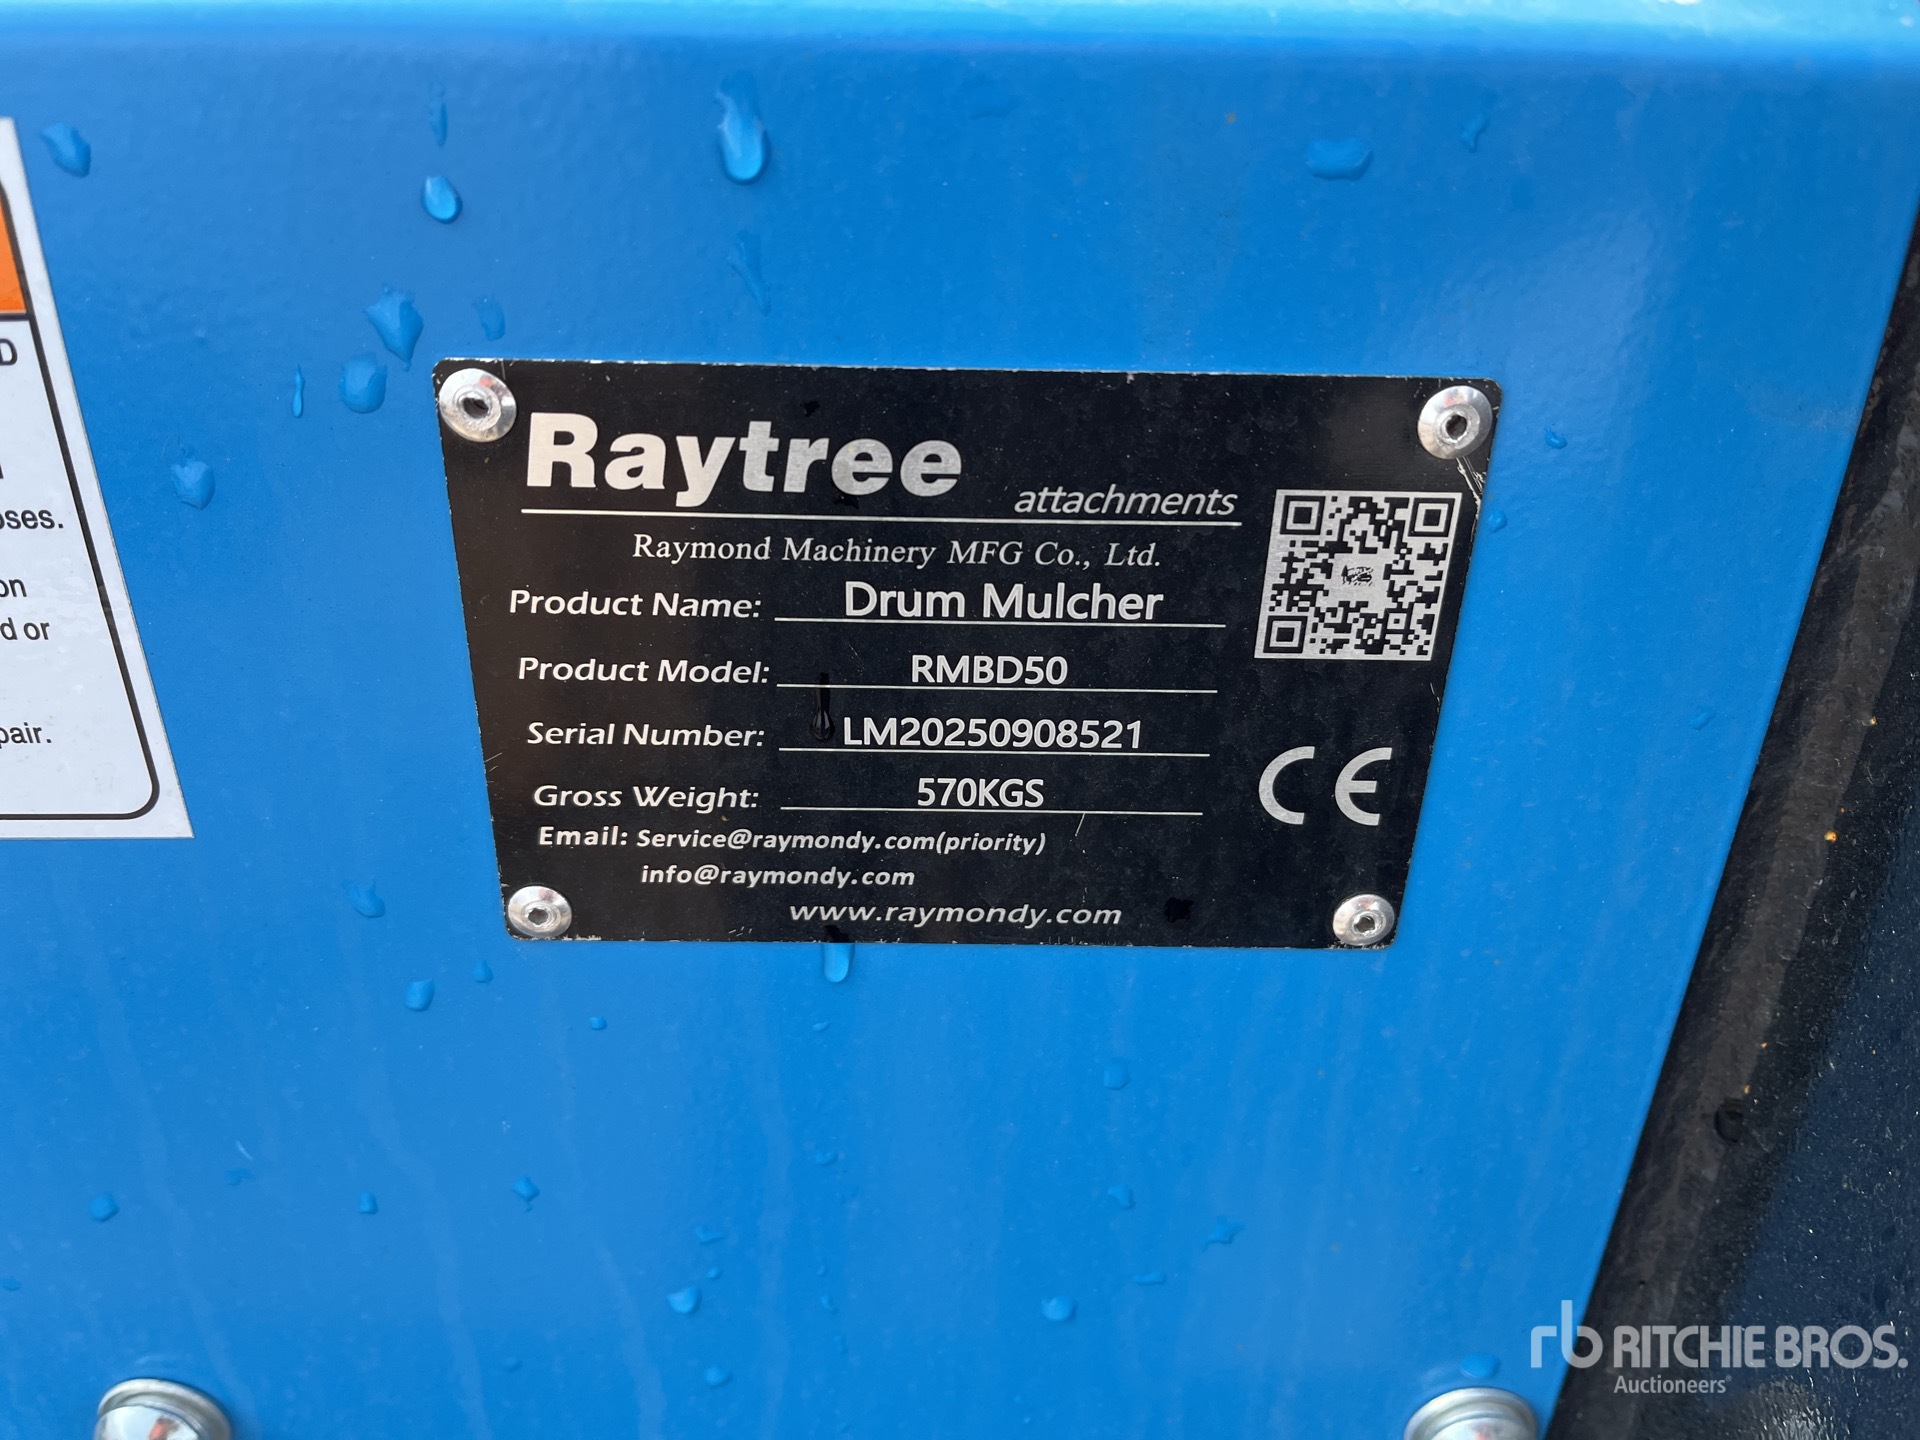 D
oses.
on
d or
pair.
Raytree
attachments
Raymond Machinery MFG Co., Ltd.
Product Name: Drum Mulcher
Product Model: RMBD50
Serial Number: LM20250908521
Gross Weight: 570KGS
Email: Service@raymondy.com(priority)
info@raymondy.com
www.raymondy.com
CE
rb RITCHIE BROS.
Auctioneers